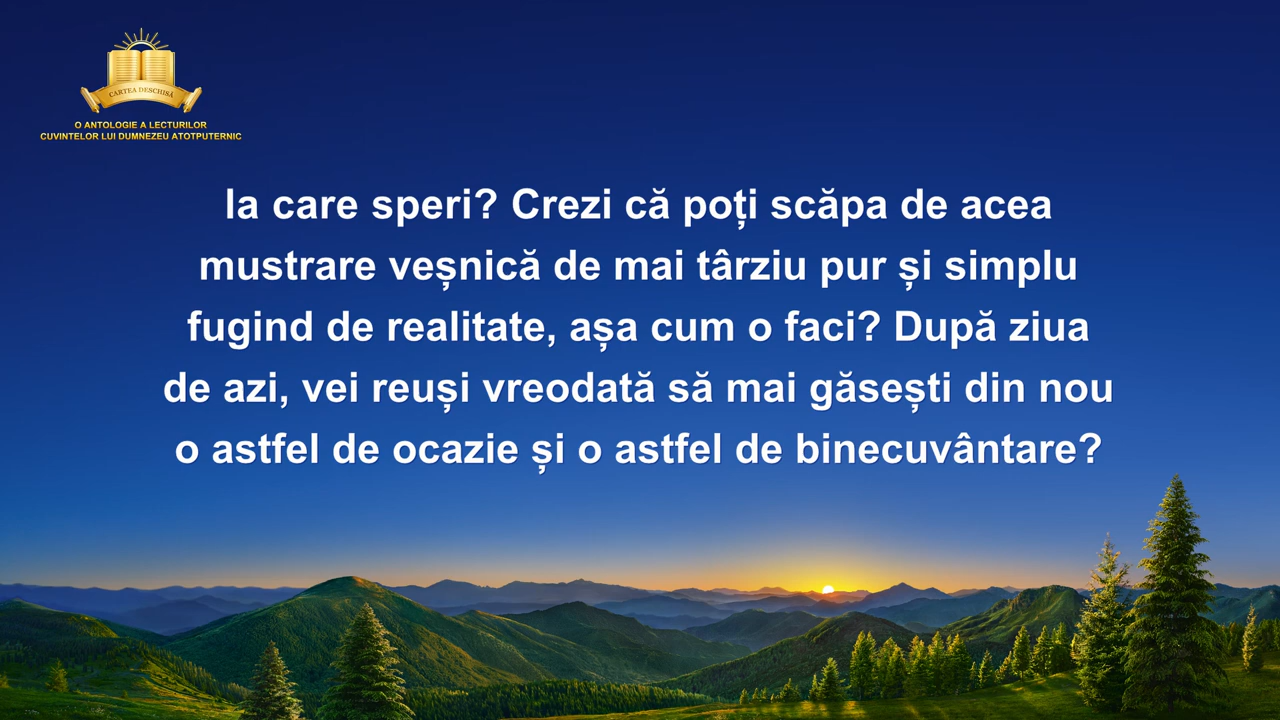 CARTEA DESCHISĂ
O ANTOLOGIE A LECTURILOR
CUVINTELOR LUI DUMNEZEU ATOTPUTERNIC
la care speri? Crezi că poți scăpa de acea
mustrare veșnică de mai târziu pur și simplu
fugind de realitate, așa cum o faci? După ziua
de azi, vei reuși vreodată să mai găsești din nou
o astfel de ocazie și o astfel de binecuvântare?